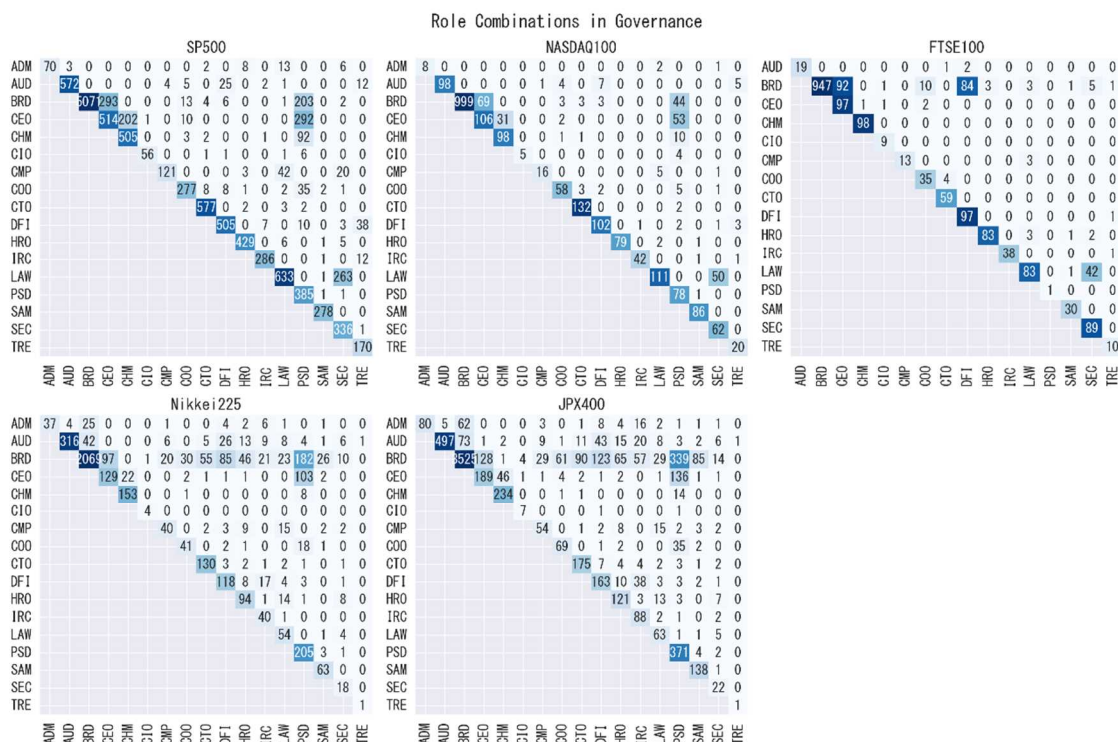 Role Combinations in Governance
SP500
ADM 70 3 0 0 0 0 0 0 2 0 8 0 13 0 0 6 0
AUD 572 0 0 0 0 4 5 0 25 0 2 1 0 0 0 12
BRD 5071 293 0 0 0 13 4 6 0 0 0 203 0 2 0
CEO 514 202 1 0 10 0 0 0 0 0 292 0 0 0
CHM 505 0 0 3 2 0 0 1 0 92 0 0 0
CIO 56 0 0 1 1 0 0 1 6 0 0 0
CMP 121 0 0 0 3 0 42 0 0 20 0
COO 277 8 8 1 0 2 35 2 1 0
CTO 577 0 2 0 3 2 0 0 0
DFI 505 0 7 0 10 0 3 38
HRO 429 0 6 0 1 5 0
IRC 286 0 0 1 0 12
LAW 633 0 1 263 0
PSD 385 1 1 0
SAM 278 0 0
SEC 336 1
TRE 170
ADM AUD BRD CEO CHM CIO CMP COO CTO DFI HRO IRC LAW PSD SAM SEC TRE
NASDAQ100
8 0 0 0 0 0 0 0 0 0 0 0 2 0 0 1 0
98 0 0 0 0 1 4 0 7 0 0 0 0 0 0 5
999 69 0 0 0 3 3 3 0 0 0 44 0 0 0
106 31 0 0 2 0 0 0 0 0 53 0 0 0
98 0 0 0 1 0 0 0 0 10 0 0 0
5 0 0 0 0 0 0 0 4 0 0 0
16 0 0 0 0 0 5 0 0 1 0
58 3 2 0 0 0 5 0 1 0
132 0 0 0 0 2 0 0 0
102 0 1 0 0 0 1 3
79 0 2 0 1 0 0
42 0 0 0 0 1
111 0 0 50 0
78 1 0 0
86 0 0
62 0
20
ADM AUD BRD CEO CHM CIO CMP COO CTO DFI HRO IRC LAW PSD SAM SEC TRE
FTSE100
AUD 19 0 0 0 0 0 0 1 2 0 0 0 0 0 0 0
BRD 947 92 0 0 0 10 0 84 3 0 3 0 1 5 1
CEO 97 1 1 0 2 0 0 0 0 0 0 0 0 0
CHM 98 0 0 0 0 0 0 0 0 0 0 0 0
CIO 9 0 0 0 0 0 0 0 0 0 0 0
CMP 13 0 0 0 0 0 3 0 0 0 0
COO 35 4 0 0 0 0 0 0 0 0
CTO 59 0 0 0 0 0 0 0 0
DFI 97 0 0 0 0 0 0 1
HRO 83 0 3 0 1 2 0
IRC 38 0 0 0 0 1
LAW 83 0 0 42 0
PSD 1 0 0 0
SAM 30 0 0
SEC 89 0
TRE 10
AUD BRD CEO CHM CIO CMP COO CTO DFI HRO IRC LAW PSD SAM SEC TRE
Nikkei225
ADM 37 4 25 0 0 0 1 0 0 4 2 6 1 0 0 1 0
AUD 316 42 0 0 0 6 0 5 26 13 9 8 4 1 6 1
BRD 2069 97 0 1 20 30 55 85 46 21 23 182 26 10 0
CEO 129 22 0 0 2 1 1 1 0 0 103 0 0 0
CHM 153 0 0 0 1 0 0 0 0 8 0 0 0
CIO 4 0 0 0 0 0 0 0 0 0 0 0
CMP 40 0 2 3 9 0 15 0 2 2 0
COO 41 0 2 1 0 0 18 1 0 0
CTO 130 3 2 1 2 1 0 1 0
DFI 118 8 17 4 3 0 1 0
HRO 94 1 14 1 0 8 0
IRC 40 1 0 0 0 0
LAW 54 0 1 4 0
PSD 205 3 1 0
SAM 63 0 0
SEC 18 0
TRE 1
ADM AUD BRD CEO CHM CIO CMP COO CTO DFI HRO IRC LAW PSD SAM SEC TRE
JPX400
ADM 80 5 62 0 0 0 3 0 1 8 4 16 2 1 1 1 0
AUD 497 73 1 2 0 9 1 11 43 15 20 8 3 2 6 1
BRD 3525 128 1 4 29 61 90 123 65 57 29 339 85 14 0
CEO 189 46 1 1 4 2 1 2 0 0 136 1 1 0
CHM 234 0 1 0 1 1 0 0 0 14 0 0 0
CIO 7 0 0 1 0 0 0 0 0 0 0 0
CMP 54 0 1 2 8 0 15 2 3 2 0
COO 69 0 1 2 0 0 35 2 0 0
CTO 175 7 4 4 2 3 1 1 0
DFI 163 10 38 3 3 2 1 0
HRO 121 3 13 3 0 7 0
IRC 88 2 1 0 2 0
LAW 63 1 1 5 0
PSD 371 4 2 0
SAM 138 1 0
SEC 22 0
TRE 1
ADM AUD BRD CEO CHM CIO CMP COO CTO DFI HRO IRC LAW PSD SAM SEC TRE